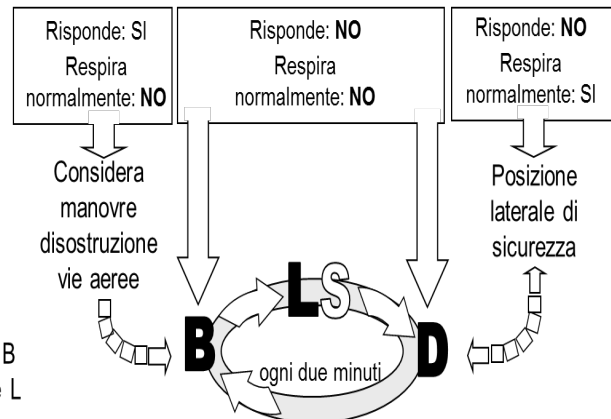 Risponde: SI
Respira
normalmente: NO
Risponde: NO
Respira
normalmente: NO
Risponde: NO
Respira
normalmente: SI
Considera
manovre
disostruzione
vie aeree
Posizione
laterale di
sicurezza
B
LS
D
ogni due minuti
B
L